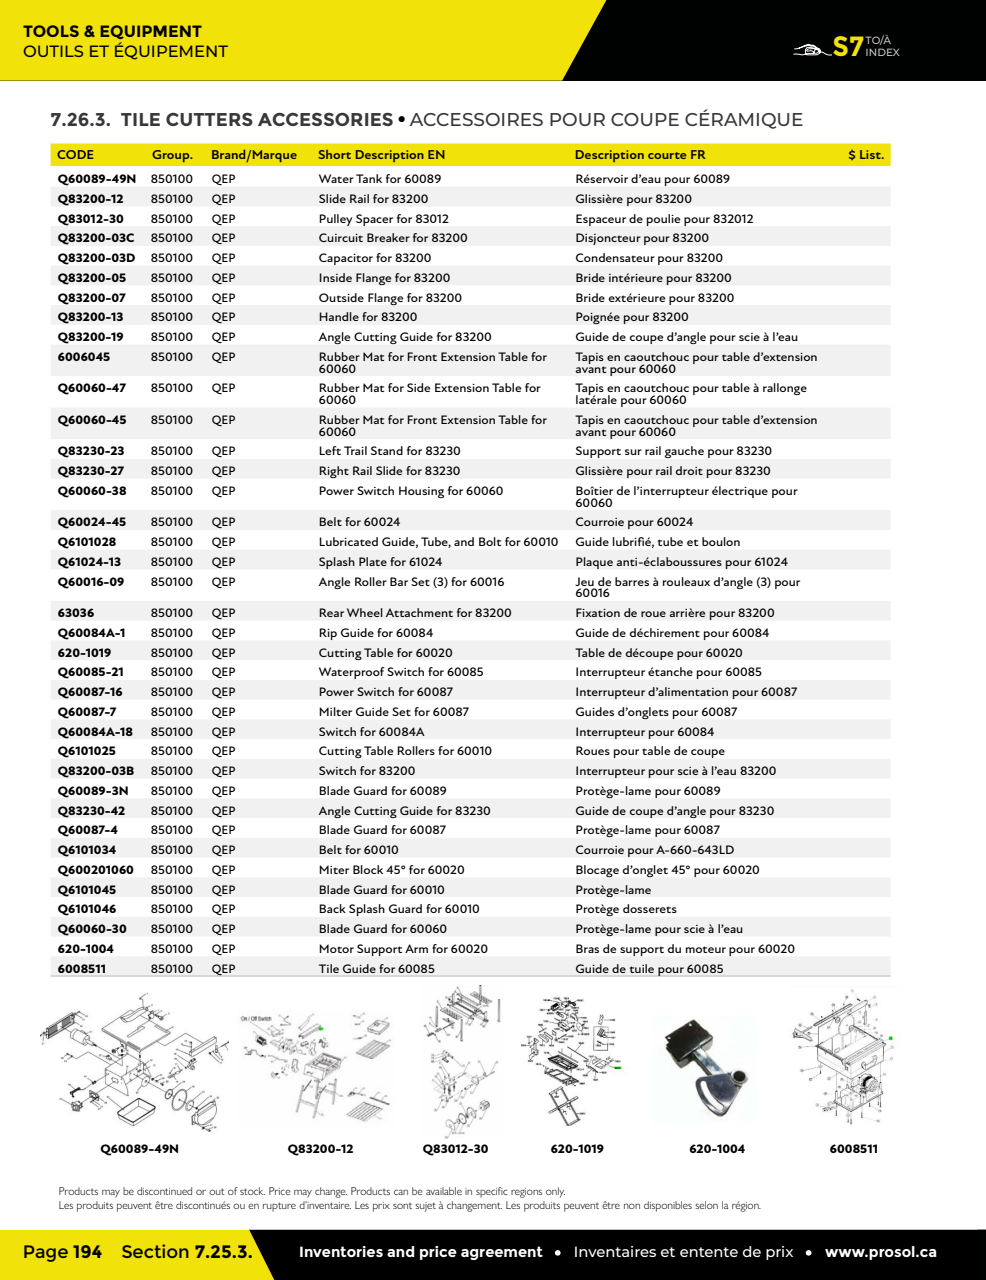 TOOLS & EQUIPMENT
OUTILS ET ÉQUIPEMENT
S7 TO/À INDEX
7.26.3. TILE CUTTERS ACCESSORIES • ACCESSOIRES POUR COUPE CÉRAMIQUE
CODE Group. Brand/Marque Short Description EN Description courte FR $ List.
Q60089-49N 850100 QEP Water Tank for 60089 Réservoir d'eau pour 60089
Q83200-12 850100 QEP Slide Rail for 83200 Glissière pour 83200
Q83012-30 850100 QEP Pulley Spacer for 83012 Espaceur de poulie pour 832012
Q83200-03C 850100 QEP Cuircuit Breaker for 83200 Disjoncteur pour 83200
Q83200-03D 850100 QEP Capacitor for 83200 Condensateur pour 83200
Q83200-05 850100 QEP Inside Flange for 83200 Bride intérieure pour 83200
Q83200-07 850100 QEP Outside Flange for 83200 Bride extérieure pour 83200
Q83200-13 850100 QEP Handle for 83200 Poignée pour 83200
Q83200-19 850100 QEP Angle Cutting Guide for 83200 Guide de coupe d'angle pour scie à l'eau
6006045 850100 QEP Rubber Mat for Front Extension Table for Tapis en caoutchouc pour table d'extension
60060 avant pour 60060
Q60060-47 850100 QEP Rubber Mat for Side Extension Table for Tapis en caoutchouc pour table à rallonge
60060 latérale pour 60060
Q60060-45 850100 QEP Rubber Mat for Front Extension Table for Tapis en caoutchouc pour table d'extension
60060 avant pour 60060
Q83230-23 850100 QEP Left Trail Stand for 83230 Support sur rail gauche pour 83230
Q83230-27 850100 QEP Right Rail Slide for 83230 Glissière pour rail droit pour 83230
Q60060-38 850100 QEP Power Switch Housing for 60060 Boîtier de l'interrupteur électrique pour
60060
Q60024-45 850100 QEP Belt for 60024 Courroie pour 60024
Q6101028 850100 QEP Lubricated Guide, Tube, and Bolt for 60010 Guide lubrifié, tube et boulon
Q61024-13 850100 QEP Splash Plate for 61024 Plaque anti-éclaboussures pour 61024
Q60016-09 850100 QEP Angle Roller Bar Set (3) for 60016 Jeu de barres à rouleaux d'angle (3) pour
60016
63036 850100 QEP Rear Wheel Attachment for 83200 Fixation de roue arrière pour 83200
Q60084A-1 850100 QEP Rip Guide for 60084 Guide de déchirement pour 60084
620-1019 850100 QEP Cutting Table for 60020 Table de découpe pour 60020
Q60085-21 850100 QEP Waterproof Switch for 60085 Interrupteur étanche pour 60085
Q60087-16 850100 QEP Power Switch for 60087 Interrupteur d'alimentation pour 60087
Q60087-7 850100 QEP Milter Guide Set for 60087 Guides d'onglets pour 60087
Q60084A-18 850100 QEP Switch for 60084A Interrupteur pour 60084
Q6101025 850100 QEP Cutting Table Rollers for 60010 Roues pour table de coupe
Q83200-03B 850100 QEP Switch for 83200 Interrupteur pour scie à l'eau 83200
Q60089-3N 850100 QEP Blade Guard for 60089 Protège-lame pour 60089
Q83230-42 850100 QEP Angle Cutting Guide for 83230 Guide de coupe d'angle pour 83230
Q60087-4 850100 QEP Blade Guard for 60087 Protège-lame pour 60087
Q6101034 850100 QEP Belt for 60010 Courroie pour A-660-643LD
Q600201060 850100 QEP Miter Block 45° for 60020 Blocage d'onglet 45° pour 60020
Q6101045 850100 QEP Blade Guard for 60010 Protège-lame
Q6101046 850100 QEP Back Splash Guard for 60010 Protège dosserets
Q60060-30 850100 QEP Blade Guard for 60060 Protège-lame pour scie à l'eau
620-1004 850100 QEP Motor Support Arm for 60020 Bras de support du moteur pour 60020
6008511 850100 QEP Tile Guide for 60085 Guide de tuile pour 60085
On / Off Switch
Q60089-49N Q83200-12 Q83012-30 620-1019 620-1004 6008511
Products may be discontinued or out of stock. Price may change. Products can be available in specific regions only.
Les produits peuvent être discontinués ou en rupture d'inventaire. Les prix sont sujet à changement. Les produits peuvent être non disponibles selon la région.
Page 194 Section 7.25.3. Inventories and price agreement • Inventaires et entente de prix • www.prosol.ca